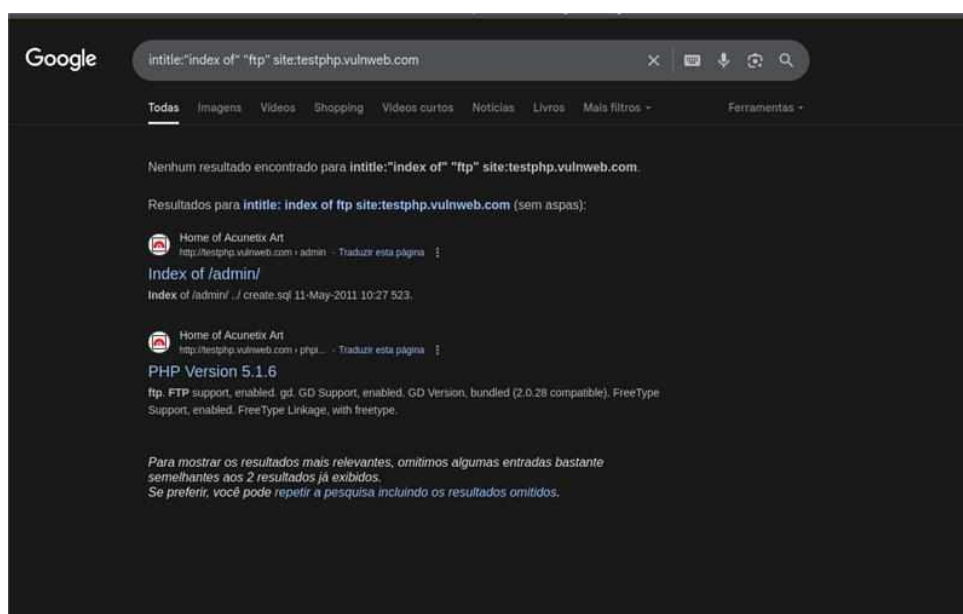 Google
intitle:"index of" "ftp" site:testphp.vulnweb.com
Todas Imagens Vídeos Shopping Vídeos curtos Notícias Livros Mais filtros Ferramentas
Nenhum resultado encontrado para intitle:"index of" "ftp" site:testphp.vulnweb.com.
Resultados para intitle: index of ftp site:testphp.vulnweb.com (sem aspas):
Home of Acunetix Art
http://testphp.vulnweb.com › admin · Traduzir esta página
Index of /admin/
Index of /admin/ ../ create.sql 11-May-2011 10:27 523.
Home of Acunetix Art
http://testphp.vulnweb.com › phpi... · Traduzir esta página
PHP Version 5.1.6
ftp. FTP support, enabled. gd. GD Support, enabled. GD Version, bundled (2.0.28 compatible). FreeType
Support, enabled. FreeType Linkage, with freetype.
Para mostrar os resultados mais relevantes, omitimos algumas entradas bastante
semelhantes aos 2 resultados já exibidos.
Se preferir, você pode repetir a pesquisa incluindo os resultados omitidos.